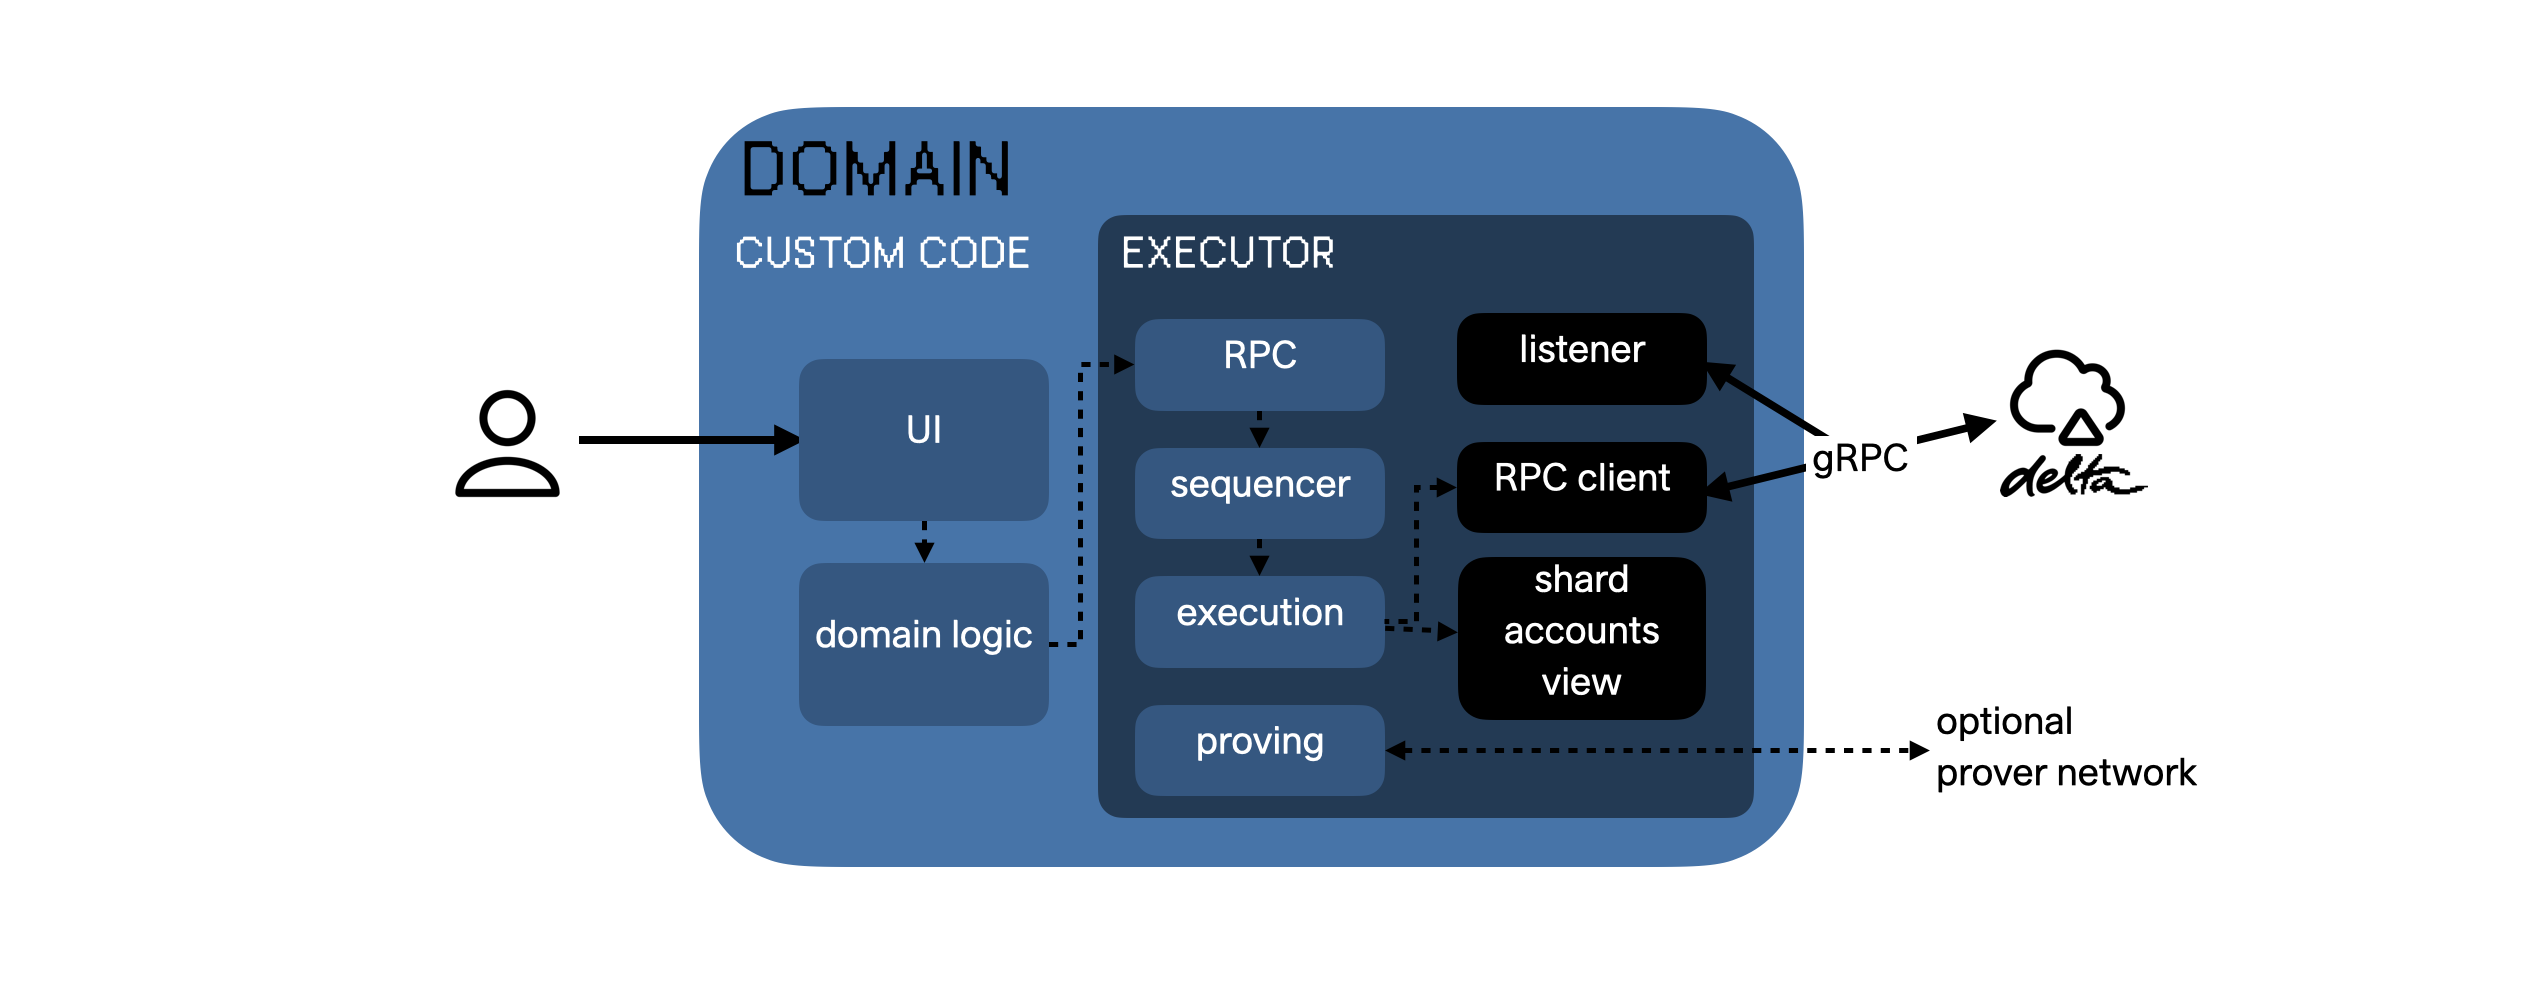 DOMAIN
CUSTOM CODE
UI
domain logic
EXECUTOR
RPC
sequencer
execution
proving
listener
RPC client
shard
accounts
view
gRPC
delta
optional
prover network